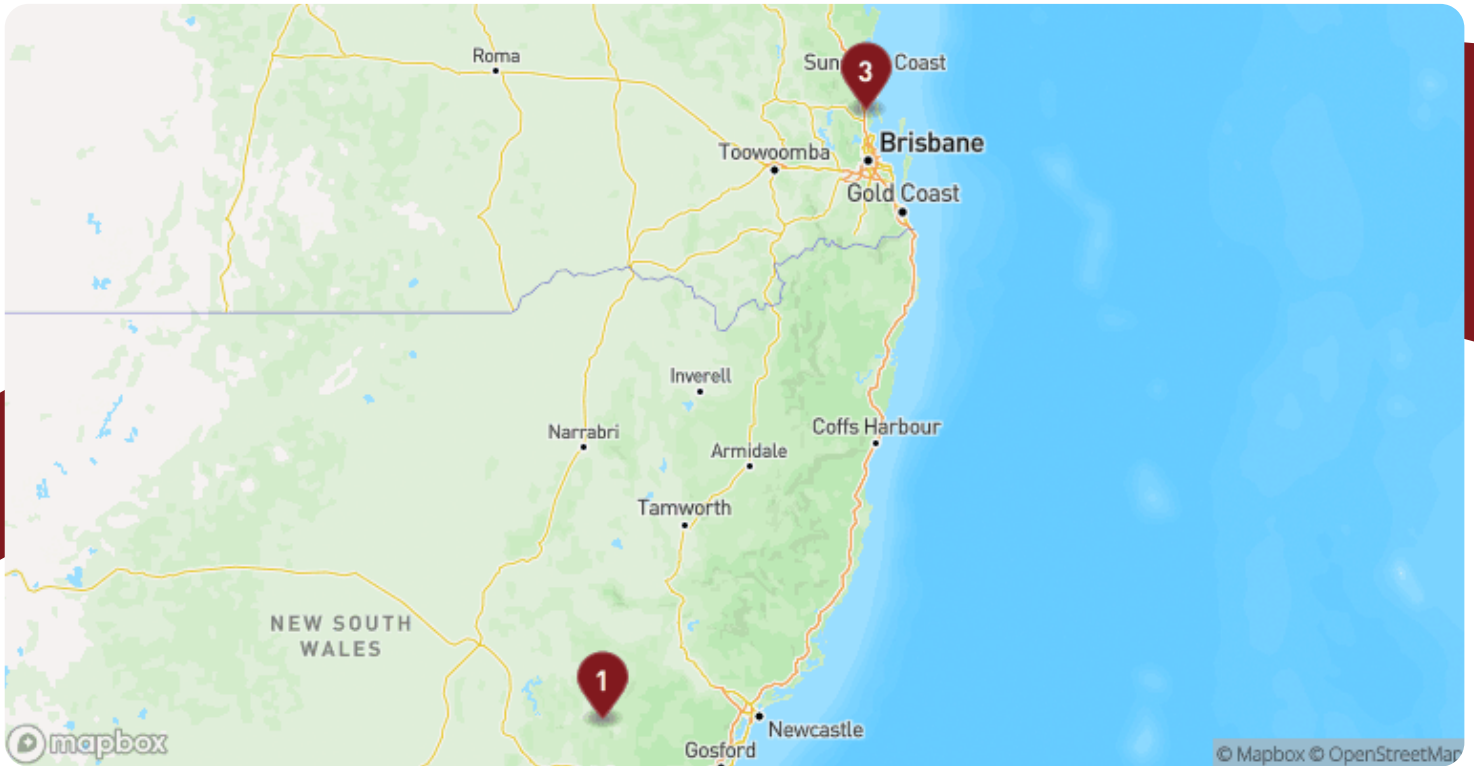 Roma
Sun
3
Coast
Brisbane
Toowoomba
Gold Coast
Inverell
Coffs Harbour
Narrabri
Armidale
Tamworth
NEW SOUTH
WALES
1
Newcastle
Gosford
mapbox
© Mapbox © OpenStreetMap